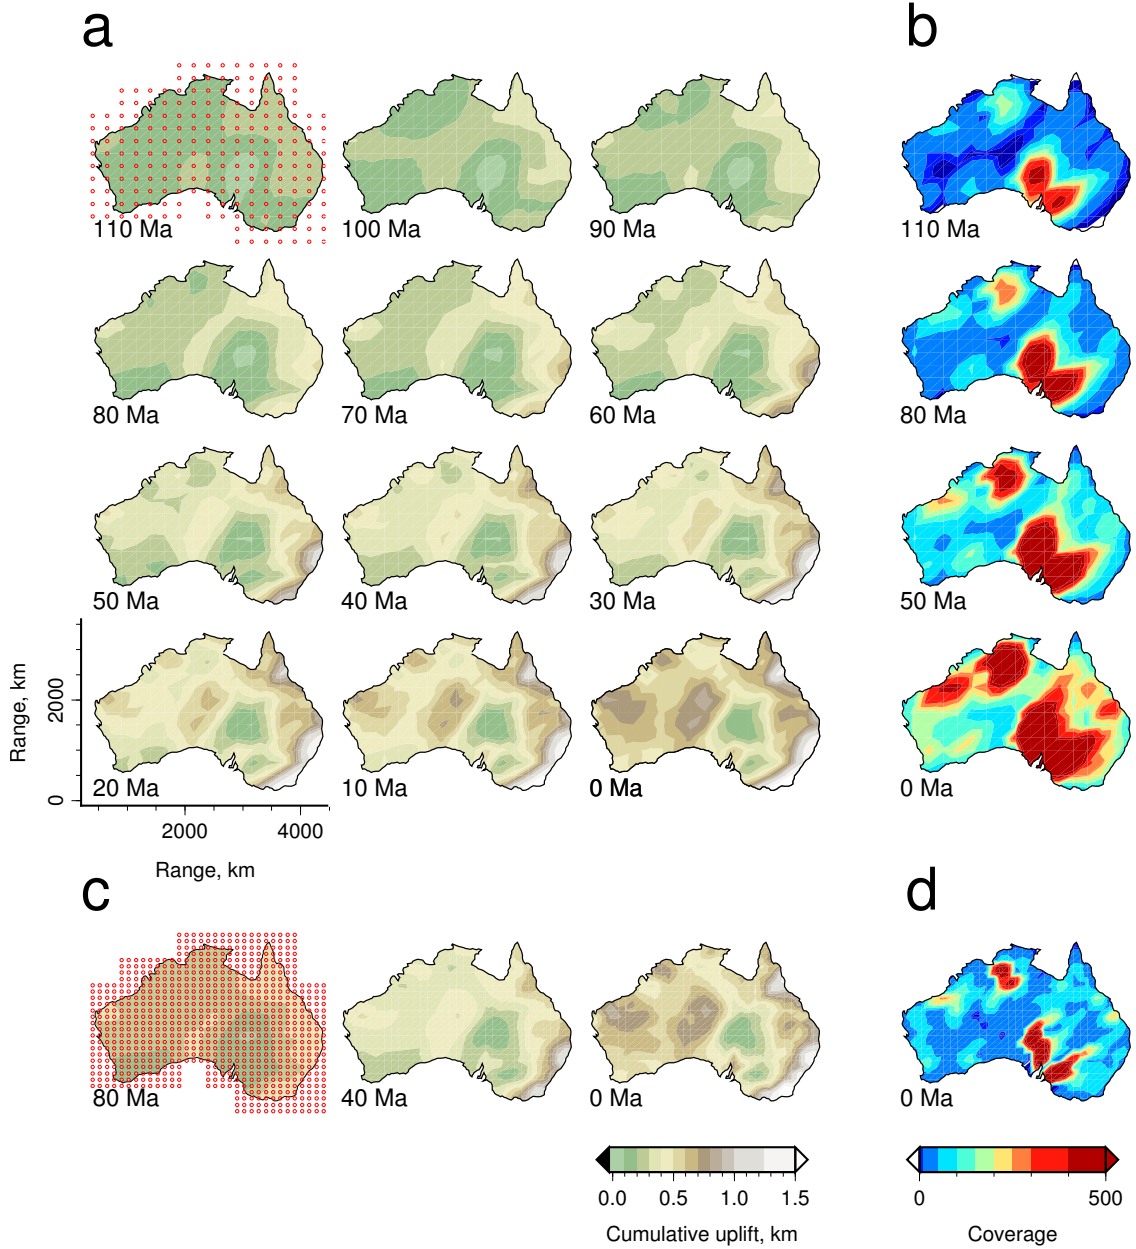 a
b
110 Ma
100 Ma
90 Ma
110 Ma
80 Ma
70 Ma
60 Ma
80 Ma
50 Ma
40 Ma
30 Ma
50 Ma
20 Ma
10 Ma
0 Ma
0 Ma
Range, km
0
2000
2000
4000
Range, km
c
d
80 Ma
40 Ma
0 Ma
0 Ma
0.0 0.5 1.0 1.5
Cumulative uplift, km
0 500
Coverage